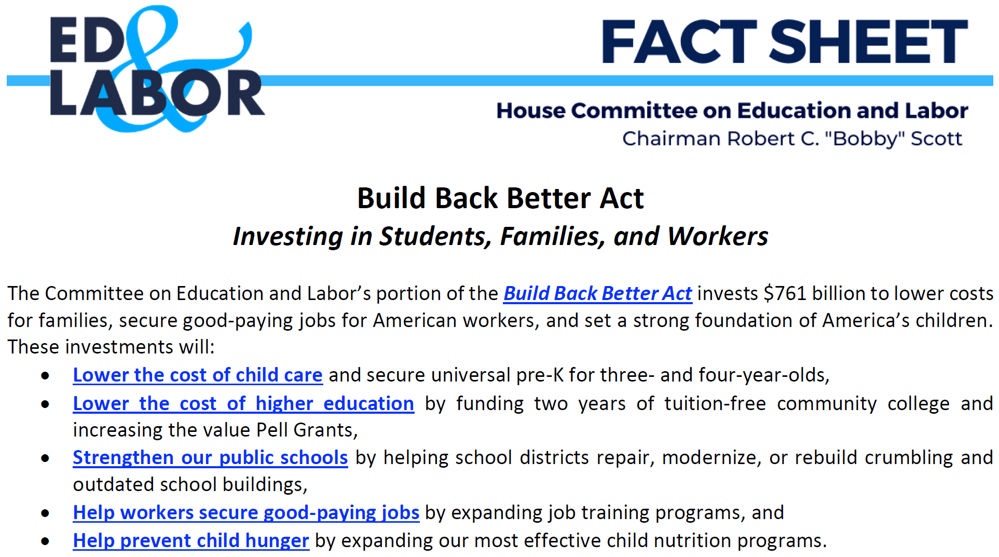 ED &
LABOR
FACT SHEET
House Committee on Education and Labor
Chairman Robert C. "Bobby" Scott
Build Back Better Act
Investing in Students, Families, and Workers
The Committee on Education and Labor’s portion of the Build Back Better Act invests $761 billion to lower costs
for families, secure good-paying jobs for American workers, and set a strong foundation of America’s children.
These investments will:
• Lower the cost of child care and secure universal pre-K for three- and four-year-olds,
• Lower the cost of higher education by funding two years of tuition-free community college and
increasing the value Pell Grants,
• Strengthen our public schools by helping school districts repair, modernize, or rebuild crumbling and
outdated school buildings,
• Help workers secure good-paying jobs by expanding job training programs, and
• Help prevent child hunger by expanding our most effective child nutrition programs.